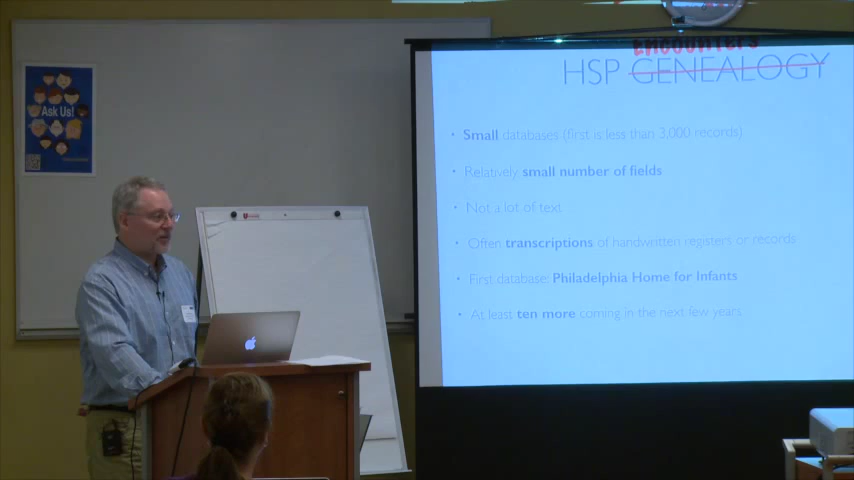 Ask Us!
ENCOUNTERS
HSP GENEALOGY
• Small databases (first is less than 3,000 records)
• Relatively small number of fields
• Not a lot of text
• Often transcriptions of handwritten registers or records
• First database: Philadelphia Home for Infants
• At least ten more coming in the next few years